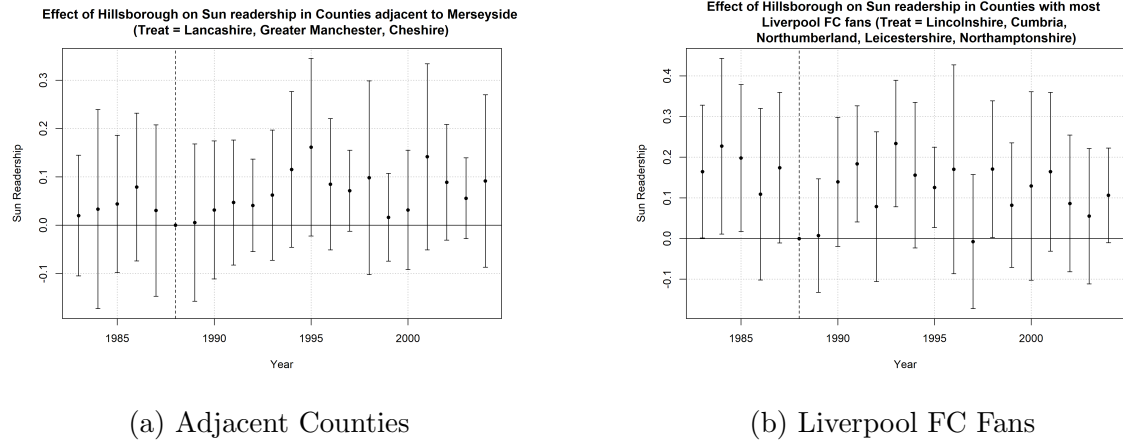 Effect of Hillsborough on Sun readership in Counties adjacent to Merseyside
(Treat = Lancashire, Greater Manchester, Cheshire)
Sun Readership
0.3
0.2
0.1
0.0
-0.1
1985
1990
1995
2000
Year
(a) Adjacent Counties
Effect of Hillsborough on Sun readership in Counties with most
Liverpool FC fans (Treat = Lincolnshire, Cumbria,
Northumberland, Leicestershire, Northamptonshire)
Sun Readership
0.4
0.3
0.2
0.1
0.0
-0.1
1985
1990
1995
2000
Year
(b) Liverpool FC Fans